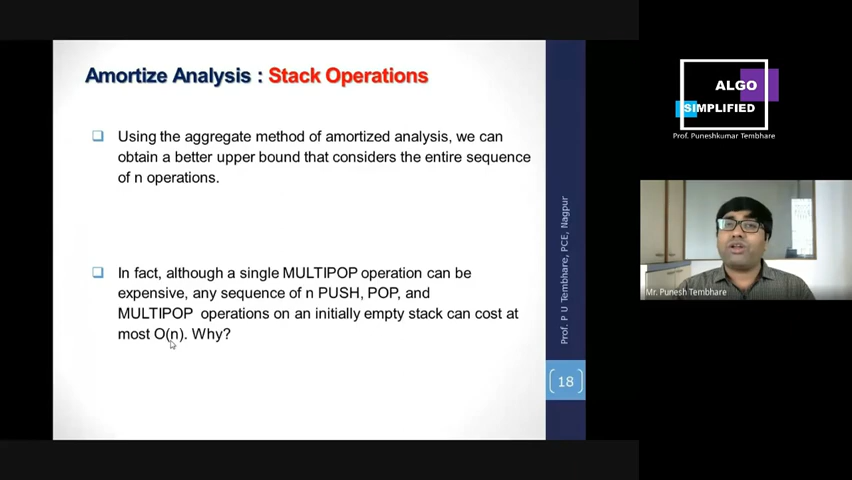 Amortize Analysis : Stack Operations
Using the aggregate method of amortized analysis, we can
obtain a better upper bound that considers the entire sequence
of n operations.
In fact, although a single MULTIPOP operation can be
expensive, any sequence of n PUSH, POP, and
MULTIPOP operations on an initially empty stack can cost at
most O(n). Why?
Prof. P U Tembhare, PCE, Nagpur
18
ALGO
SIMPLIFIED
Prof. Puneshkumar Tembhare
Mr. Punesh Tembhare